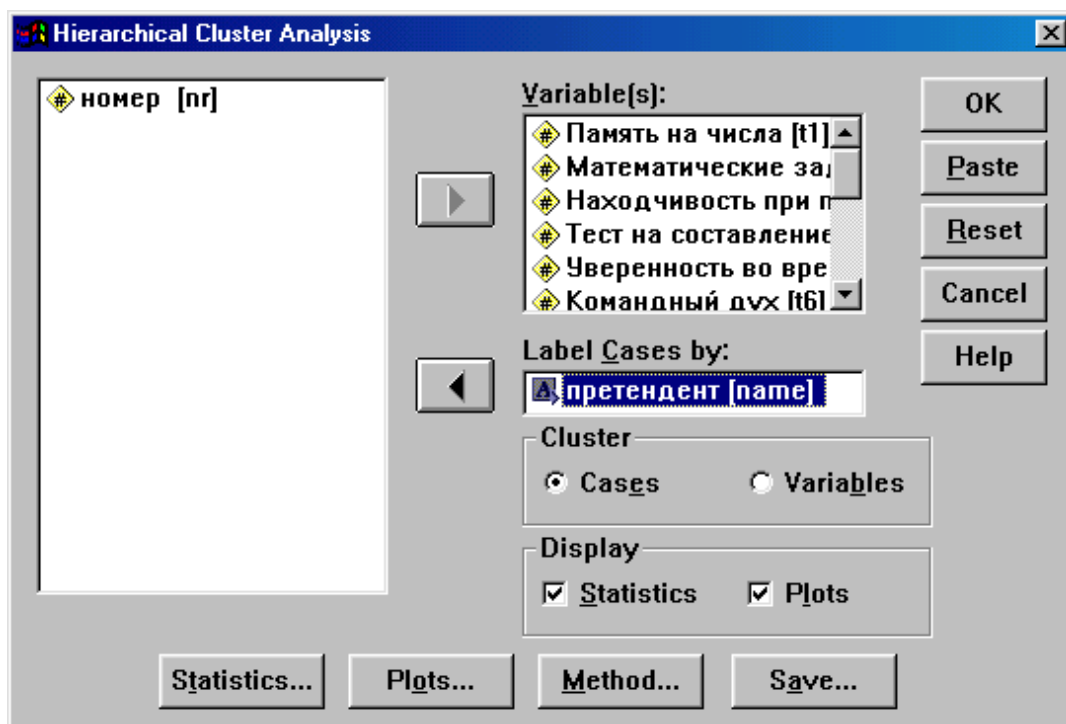 Hierarchical Cluster Analysis
номер [nr]
Variable(s):
Память на числа [t1]
Математические зад
Находчивость при п
Тест на составление
Уверенность во вре
Командный дух [t6]
Label Cases by:
претендент [name]
Cluster
Cases
Variables
Display
Statistics
Plots
OK
Paste
Reset
Cancel
Help
Statistics...
Plots...
Method...
Save...